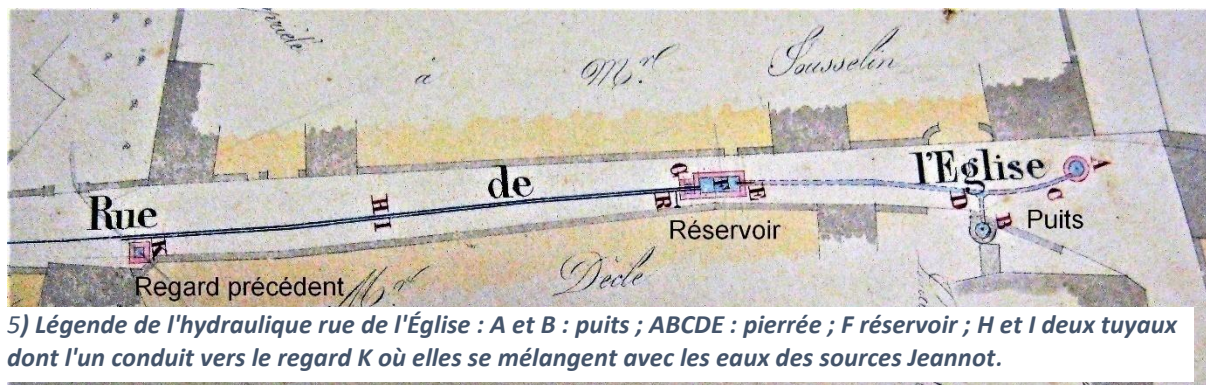 à Mr. Sousselin
Rue de l'Eglise
A
G
H I
R
F
E
D
C
B
Puits
Réservoir
K
Regard précédent
Mr. Dècle
5) Légende de l'hydraulique rue de l'Église : A et B : puits ; ABCDE : pierrée ; F réservoir ; H et I deux tuyaux
dont l'un conduit vers le regard K où elles se mélangent avec les eaux des sources Jeannot.